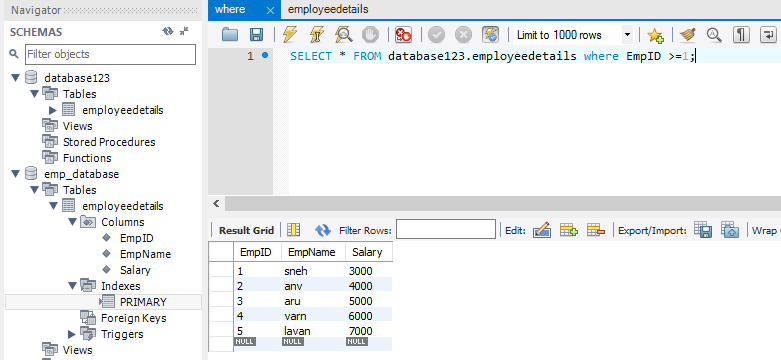 Navigator
SCHEMAS
Filter objects
database123
Tables
employeedetails
Views
Stored Procedures
Functions
emp_database
Tables
employeedetails
Columns
EmpID
EmpName
Salary
Indexes
PRIMARY
Foreign Keys
Triggers
Views
where employeedetails
Limit to 1000 rows
1 SELECT * FROM database123.employeedetails where EmpID >=1;
Result Grid Filter Rows: Edit: Export/Import: Wrap C
EmpID EmpName Salary
1 sneh 3000
2 anv 4000
3 aru 5000
4 varn 6000
5 lavan 7000
NULL NULL NULL